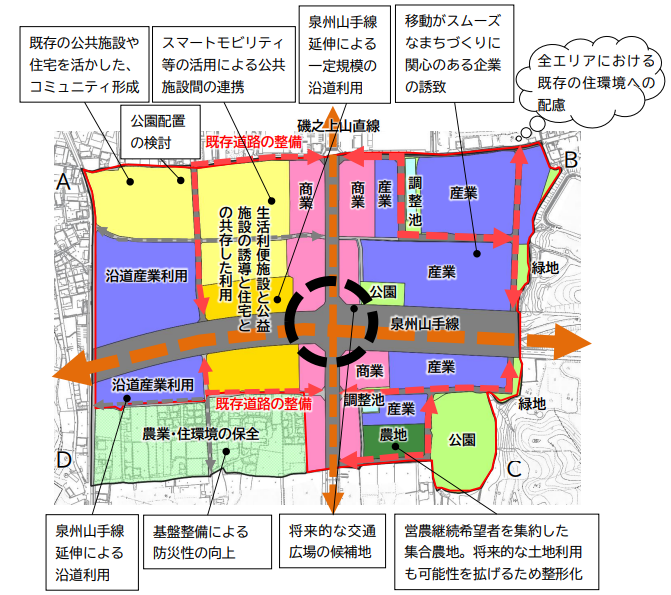 既存の公共施設や
住宅を活かした、
コミュニティ形成
スマートモビリティ
等の活用による公共
施設間の連携
泉州山手線
延伸による
一定規模の
沿道利用
移動がスムーズ
なまちづくりに
関心のある企業
の誘致
全エリアにおける
既存の住環境への
配慮
公園配置
の検討
磯之上山直線
既存道路の整備
A
B
商業
商業
産業
調整池
産業
生活利便施設と公益
施設の誘導と住宅と
の共存した利用
沿道産業利用
産業
緑地
公園
泉州山手線
商業
産業
沿道産業利用
既存道路の整備
調整池
産業
緑地
農業・住環境の保全
農地
公園
D
C
泉州山手線
延伸による
沿道利用
基盤整備による
防災性の向上
将来的な交通
広場の候補地
営農継続希望者を集約した
集合農地。将来的な土地利用
も可能性を拡げるため整形化